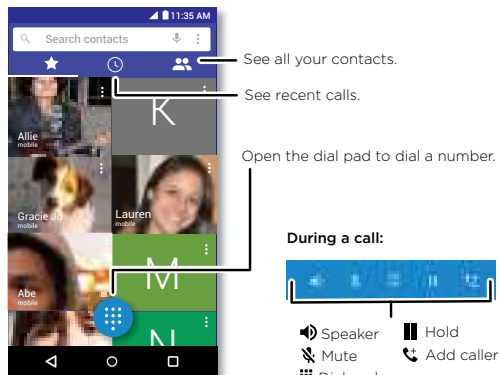 11:35 AM
Search contacts
See all your contacts.
See recent calls.
K
Allie
mobile
Open the dial pad to dial a number.
Gracie Jo
mobile
Lauren
mobile
During a call:
M
Abe
mobile
N
Speaker
Hold
Mute
Add caller